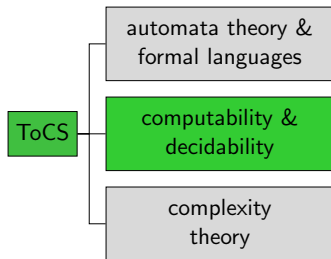 automata theory &
formal languages
ToCS
computability &
decidability
complexity
theory